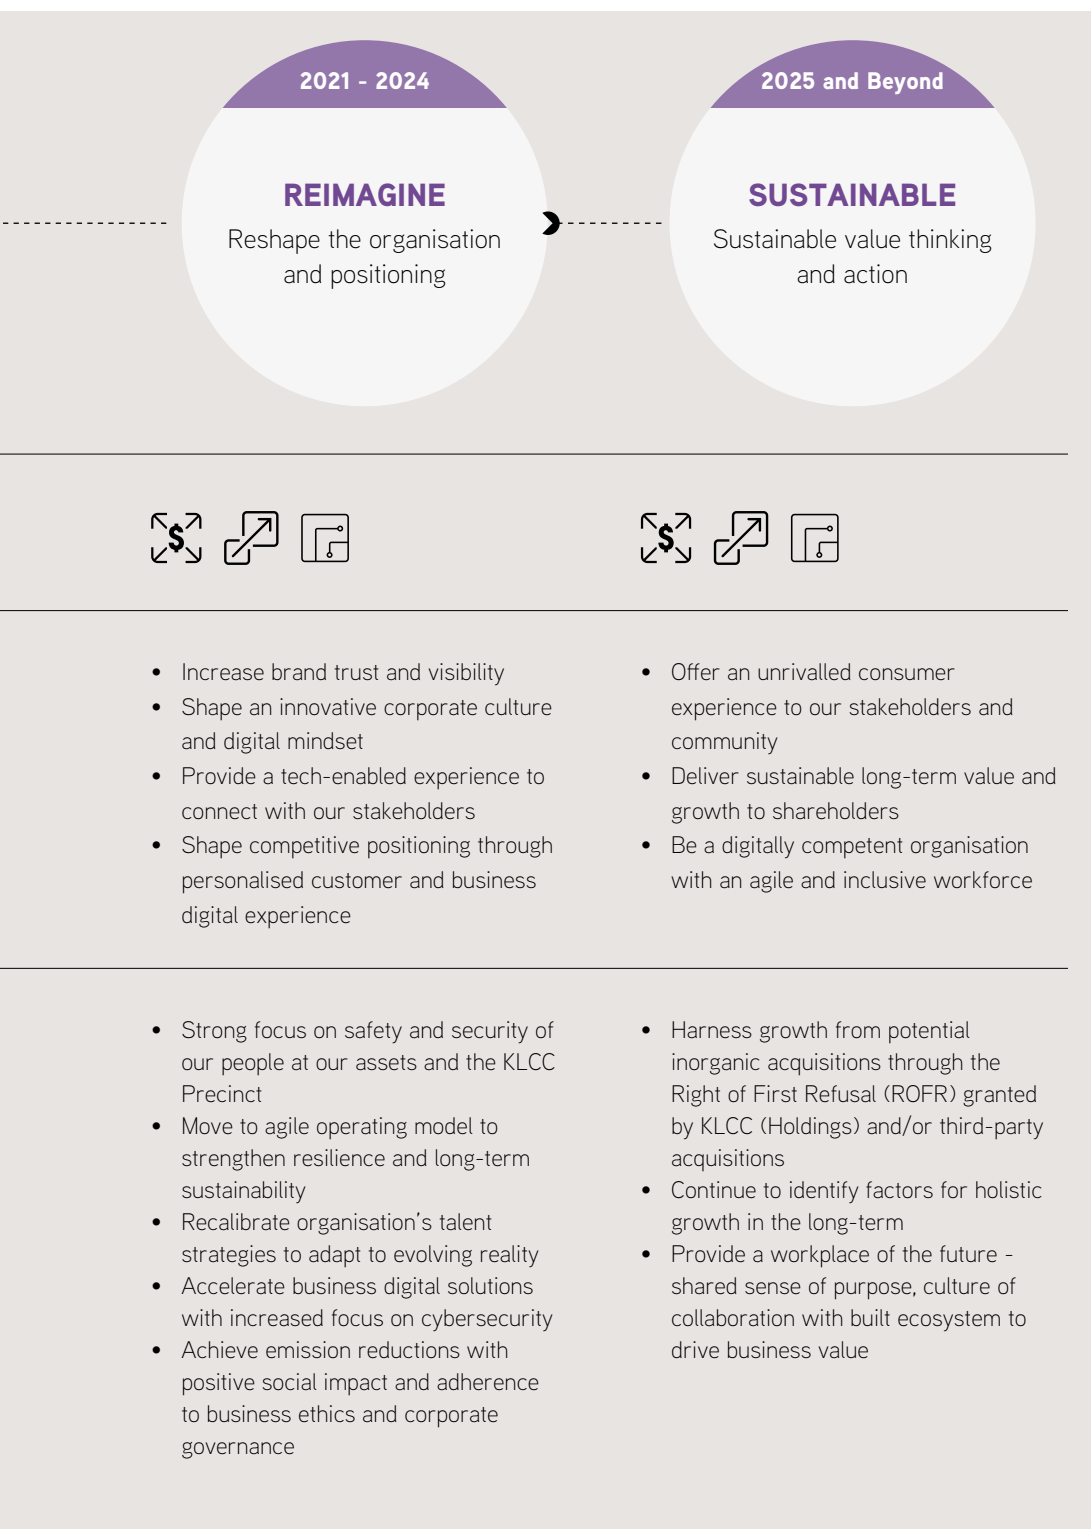 2021 - 2024
REIMAGINE
Reshape the organisation
and positioning
2025 and Beyond
SUSTAINABLE
Sustainable value thinking
and action
$
$
• Increase brand trust and visibility
• Shape an innovative corporate culture
and digital mindset
• Provide a tech-enabled experience to
connect with our stakeholders
• Shape competitive positioning through
personalised customer and business
digital experience
• Offer an unrivalled consumer
experience to our stakeholders and
community
• Deliver sustainable long-term value and
growth to shareholders
• Be a digitally competent organisation
with an agile and inclusive workforce
• Strong focus on safety and security of
our people at our assets and the KLCC
Precinct
• Move to agile operating model to
strengthen resilience and long-term
sustainability
• Recalibrate organisation's talent
strategies to adapt to evolving reality
• Accelerate business digital solutions
with increased focus on cybersecurity
• Achieve emission reductions with
positive social impact and adherence
to business ethics and corporate
governance
• Harness growth from potential
inorganic acquisitions through the
Right of First Refusal (ROFR) granted
by KLCC (Holdings) and/or third-party
acquisitions
• Continue to identify factors for holistic
growth in the long-term
• Provide a workplace of the future -
shared sense of purpose, culture of
collaboration with built ecosystem to
drive business value